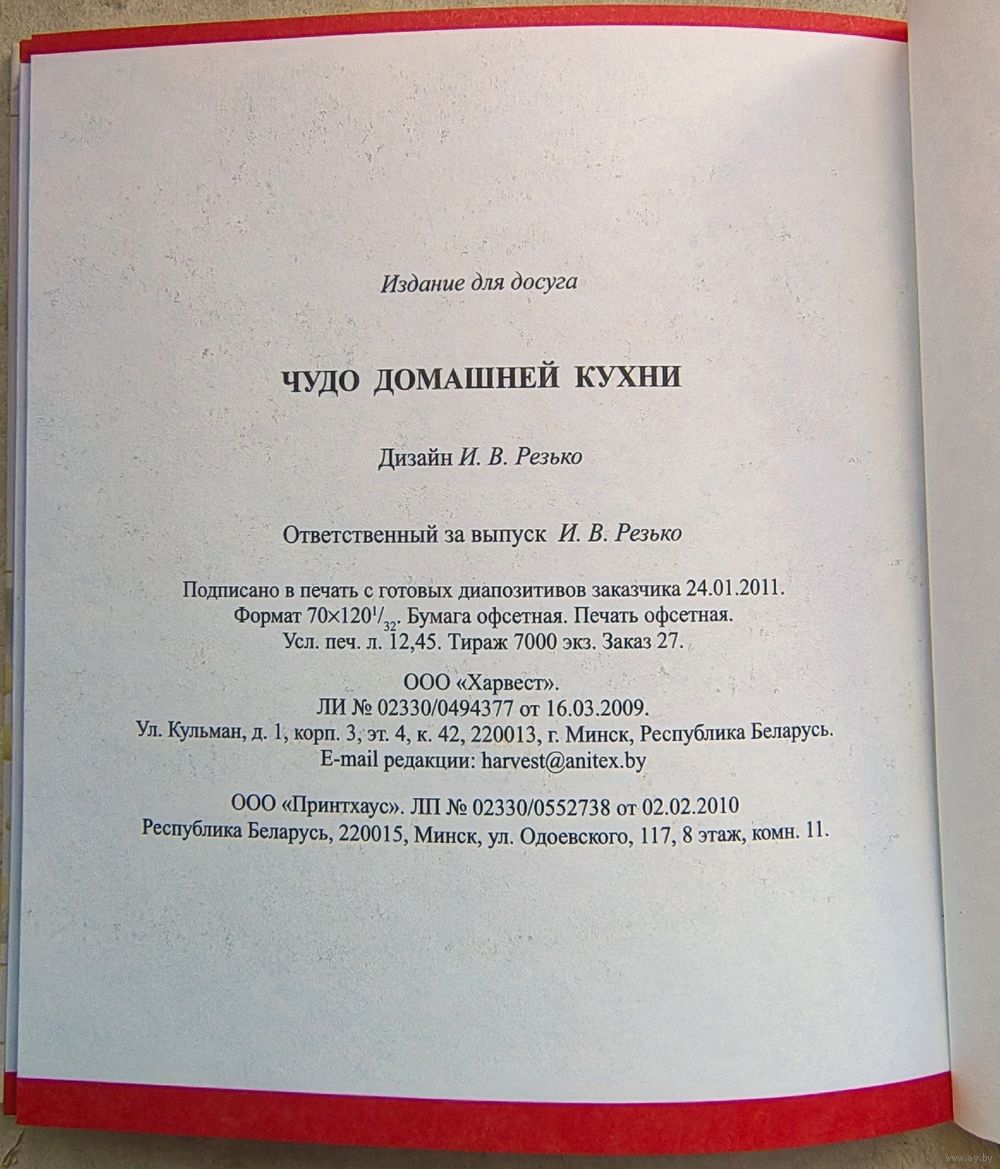 Издание для досуга
ЧУДО ДОМАШНЕЙ КУХНИ
Дизайн И. В. Резько
Ответственный за выпуск И. В. Резько
Подписано в печать с готовых диапозитивов заказчика 24.01.2011.
Формат 70×120¹/₃₂. Бумага офсетная. Печать офсетная.
Усл. печ. л. 12,45. Тираж 7000 экз. Заказ 27.
ООО «Харвест».
ЛИ № 02330/0494377 от 16.03.2009.
Ул. Кульман, д. 1, корп. 3, эт. 4, к. 42, 220013, г. Минск, Республика Беларусь.
E-mail редакции: harvest@anitex.by
ООО «Принтхаус». ЛП № 02330/0552738 от 02.02.2010
Республика Беларусь, 220015, Минск, ул. Одоевского, 117, 8 этаж, комн. 11.
www.ay.by